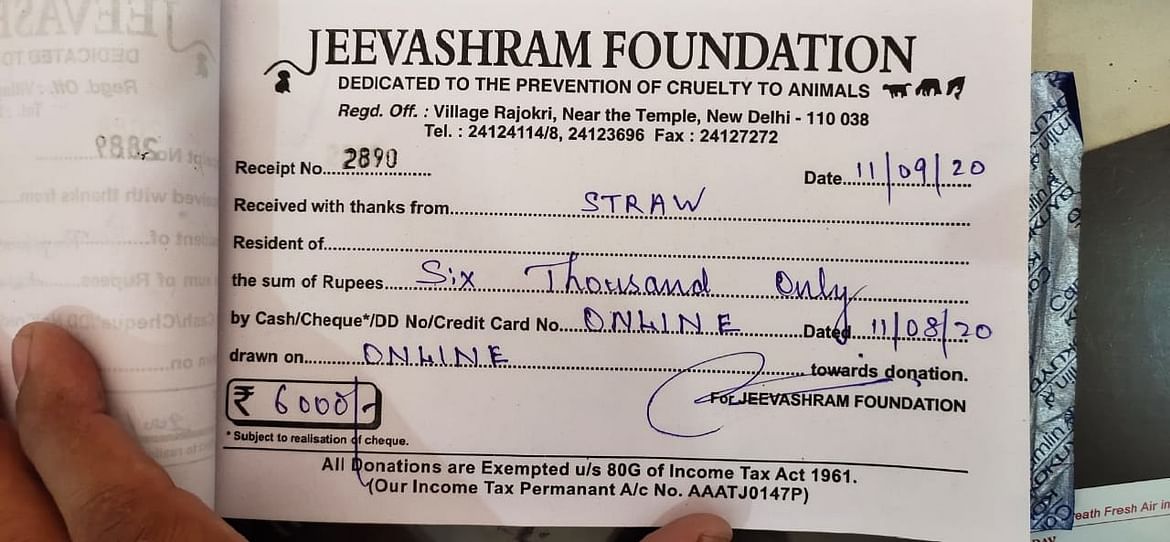 JEEVASHRAM FOUNDATION
DEDICATED TO THE PREVENTION OF CRUELTY TO ANIMALS
Regd. Off. : Village Rajokri, Near the Temple, New Delhi - 110 038
Tel. : 24124114/8, 24123696 Fax : 24127272
Receipt No....2890 Date...11/09/20
Received with thanks from STRAW
Resident of
the sum of Rupees Six Thousand Only
by Cash/Cheque*/DD No/Credit Card No. ONLINE Dated 11/08/20
drawn on ONLINE towards donation.
₹ 6000/-
For JEEVASHRAM FOUNDATION
* Subject to realisation of cheque.
All Donations are Exempted u/s 80G of Income Tax Act 1961.
(Our Income Tax Permanant A/c No. AAATJ0147P)
eath Fresh Air in